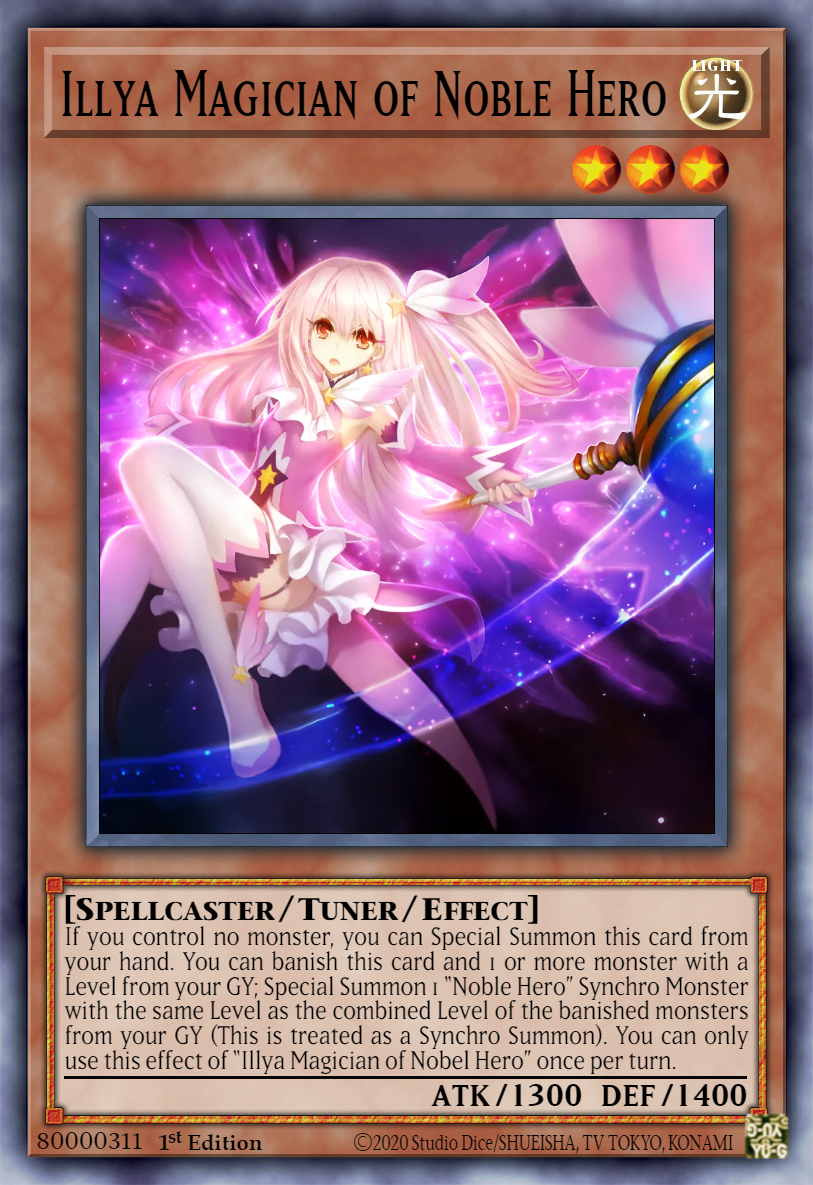 Illya Magician of Noble Hero
LIGHT
光
[Spellcaster/Tuner/Effect]
If you control no monster, you can Special Summon this card from
your hand. You can banish this card and 1 or more monster with a
Level from your GY; Special Summon 1 "Noble Hero" Synchro Monster
with the same Level as the combined Level of the banished monsters
from your GY (This is treated as a Synchro Summon). You can only
use this effect of "Illya Magician of Nobel Hero" once per turn.
ATK/1300 DEF/1400
80000311 1st Edition ©2020 Studio Dice/SHUEISHA, TV TOKYO, KONAMI
YU-G